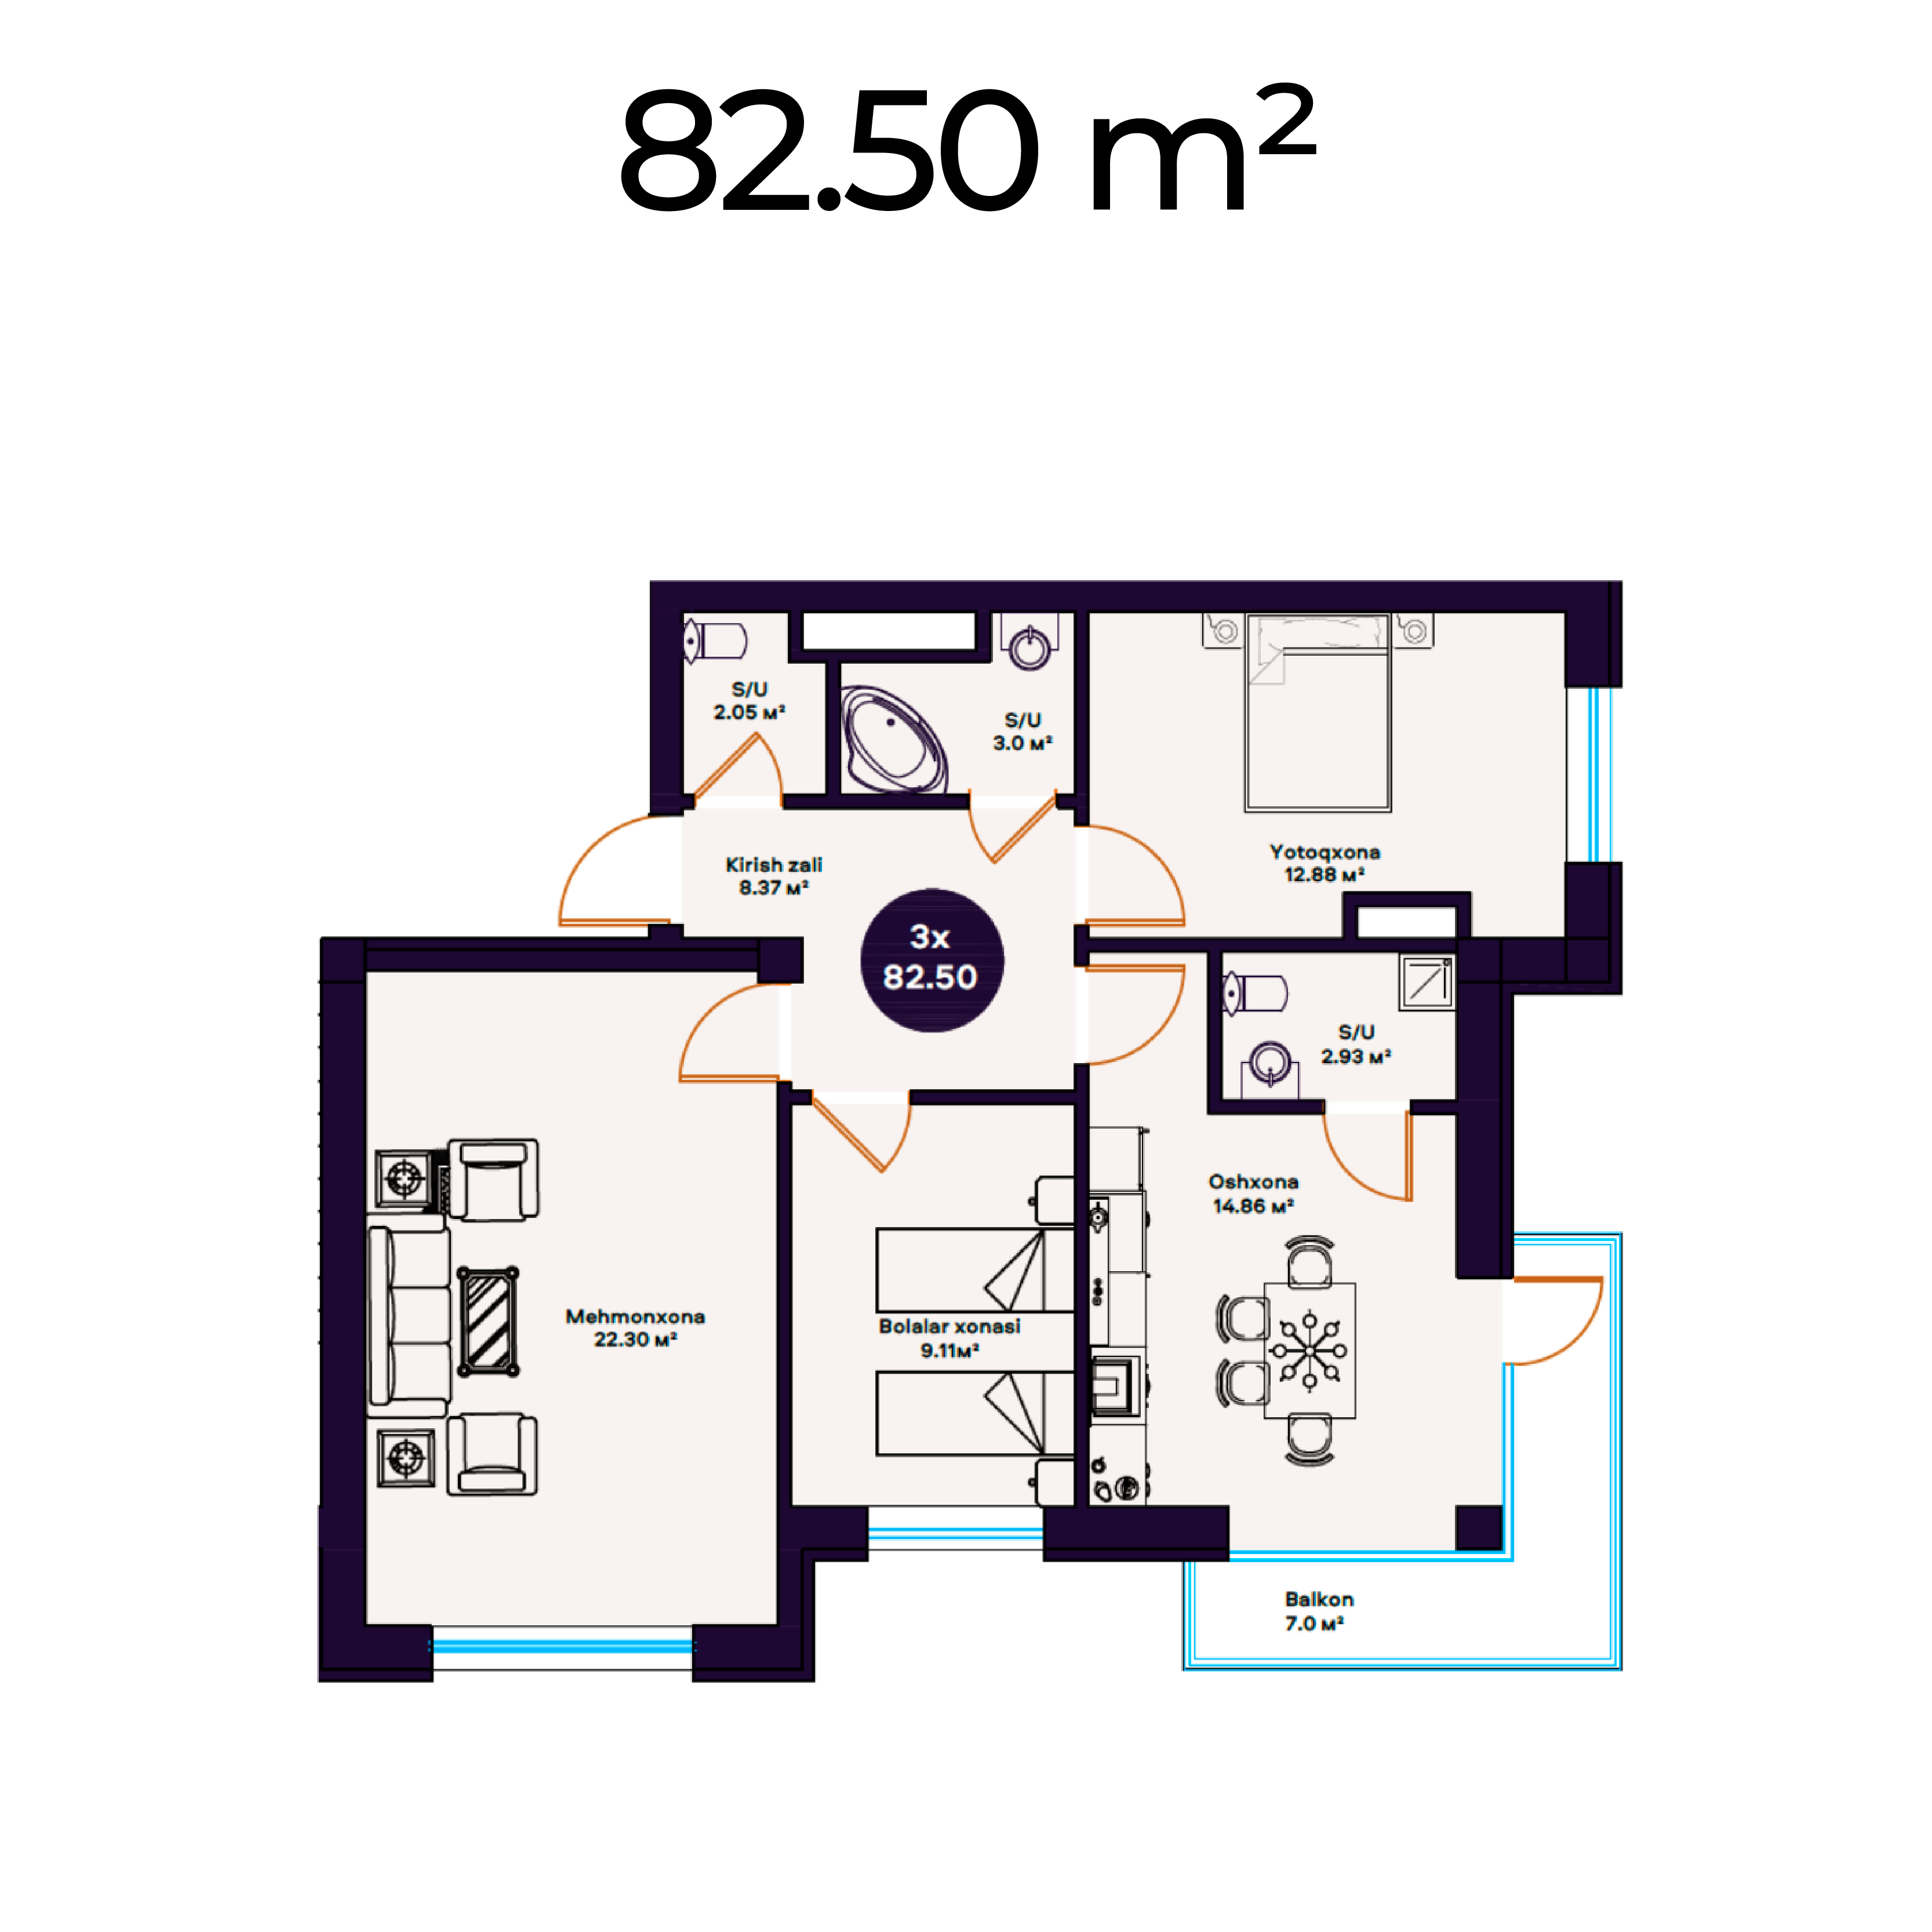 82.50 m²
S/U
2.05 м²
S/U
3.0 м²
Kirish zali
8.37 м²
Yotoqxona
12.88 м²
3x
82.50
S/U
2.93 м²
Oshxona
14.86 м²
Mehmonxona
22.30 м²
Bolalar xonasi
9.11м²
Balkon
7.0 м²